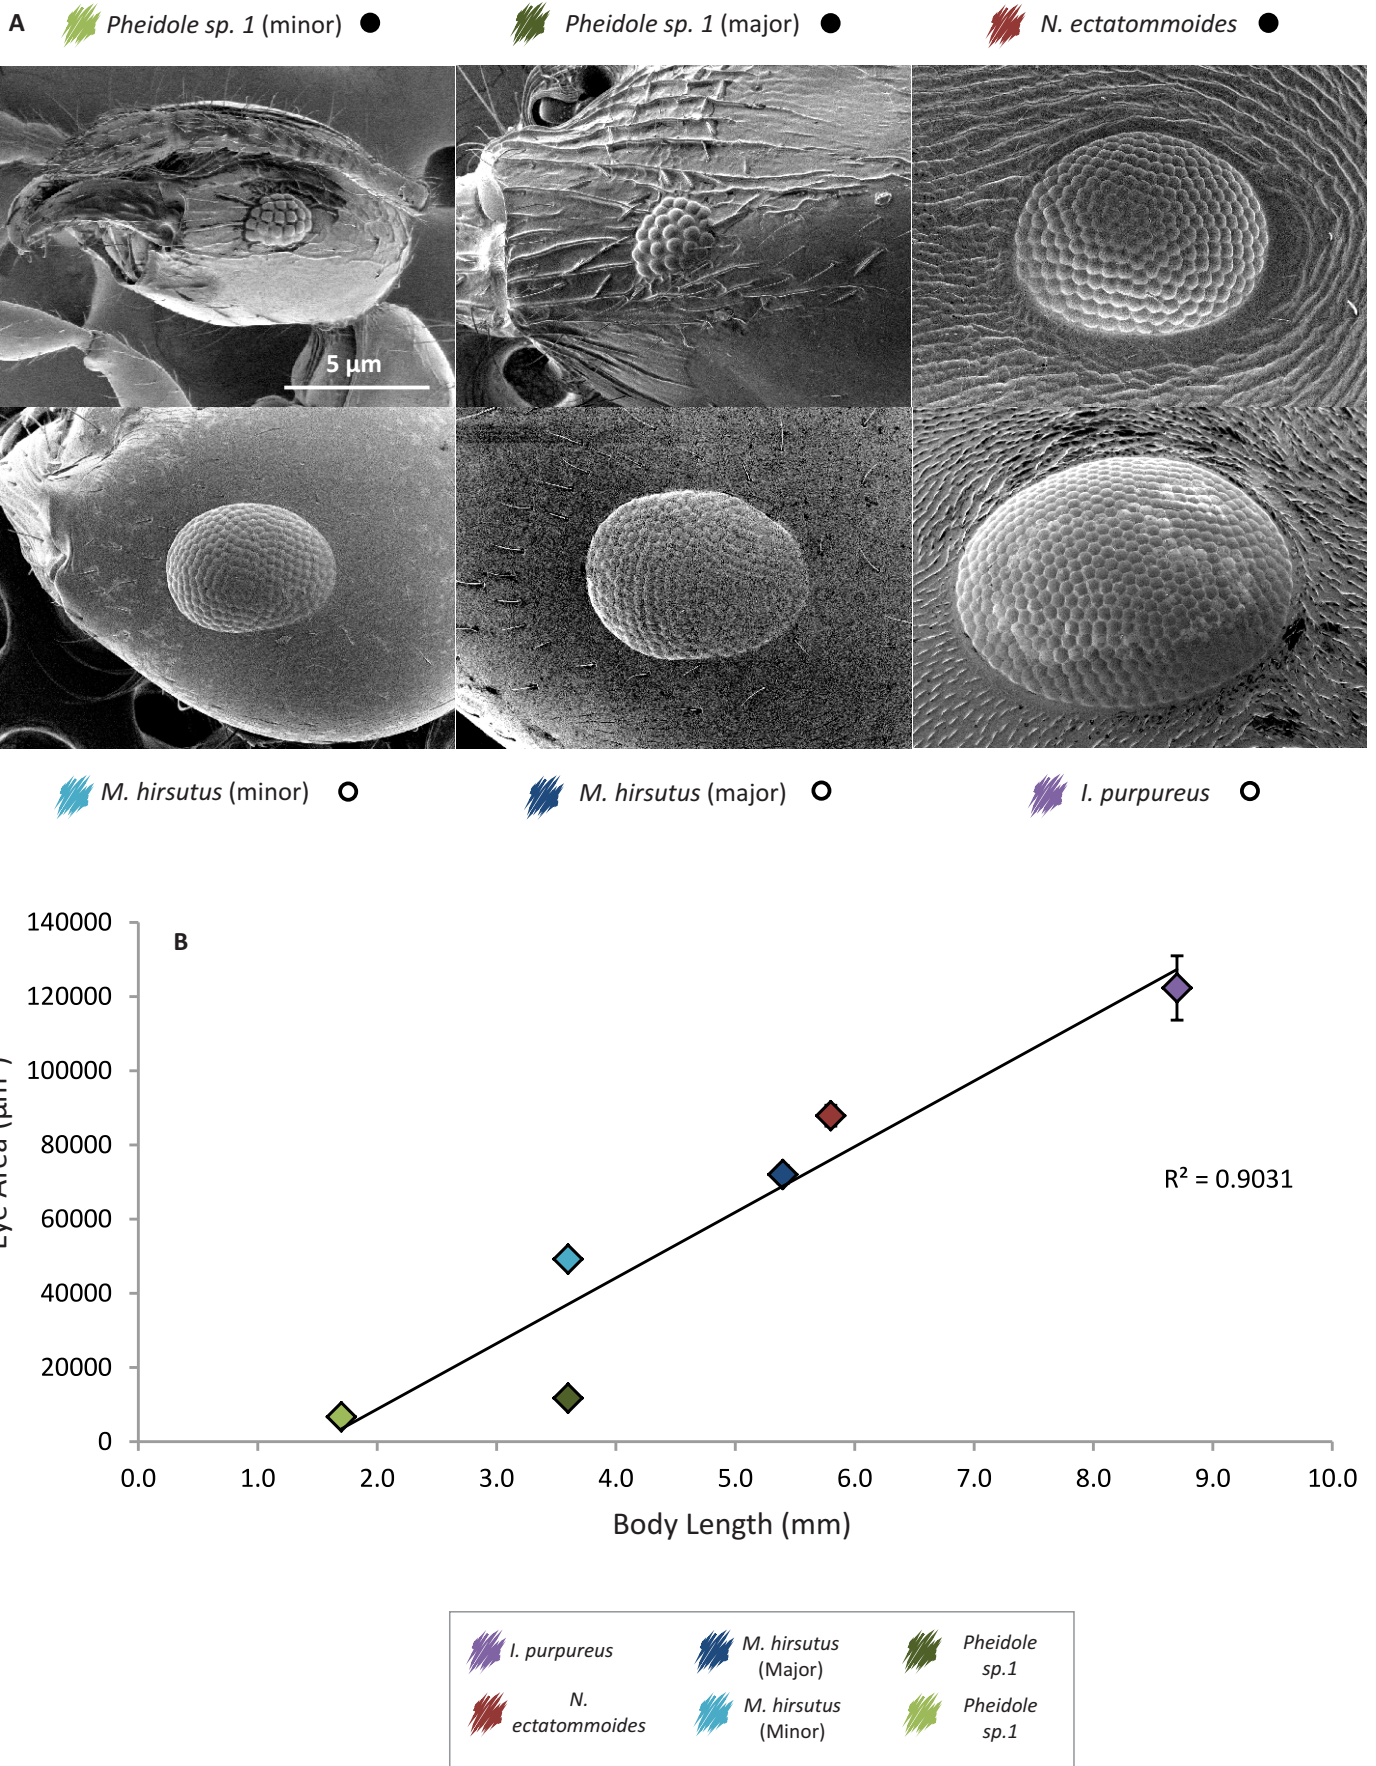 A Pheidole sp. 1 (minor) Pheidole sp. 1 (major) N. ectatommoides
5 µm
M. hirsutus (minor) M. hirsutus (major) I. purpureus
B
140000
120000
100000
80000
60000
40000
20000
0
R² = 0.9031
0.0 1.0 2.0 3.0 4.0 5.0 6.0 7.0 8.0 9.0 10.0
Body Length (mm)
I. purpureus
M. hirsutus
(Major)
Pheidole
sp.1
N.
ectatommoides
M. hirsutus
(Minor)
Pheidole
sp.1